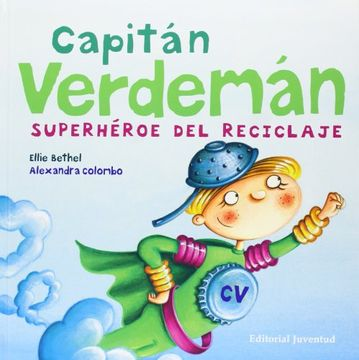 Capitán
Verdemán
SUPERHÉROE DEL RECICLAJE
Ellie Bethel
Alexandra Colombo
CV
Editorial Juventud